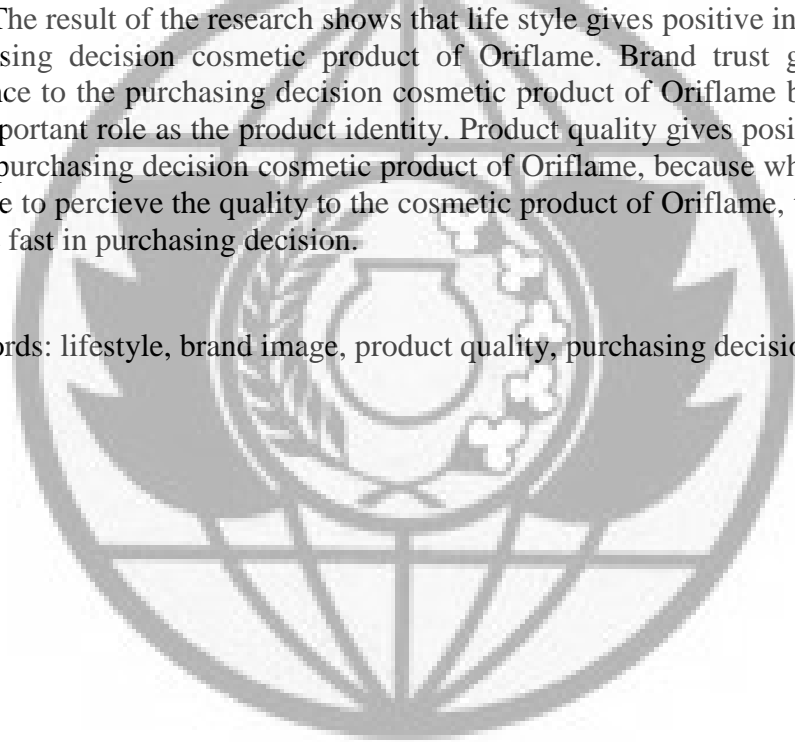 The result of the research shows that life style gives positive in
sing decision cosmetic product of Oriflame. Brand trust g
nce to the purchasing decision cosmetic product of Oriflame b
portant role as the product identity. Product quality gives posi
purchasing decision cosmetic product of Oriflame, because wh
e to percieve the quality to the cosmetic product of Oriflame,
fast in purchasing decision.
ords: lifestyle, brand image, product quality, purchasing decisio